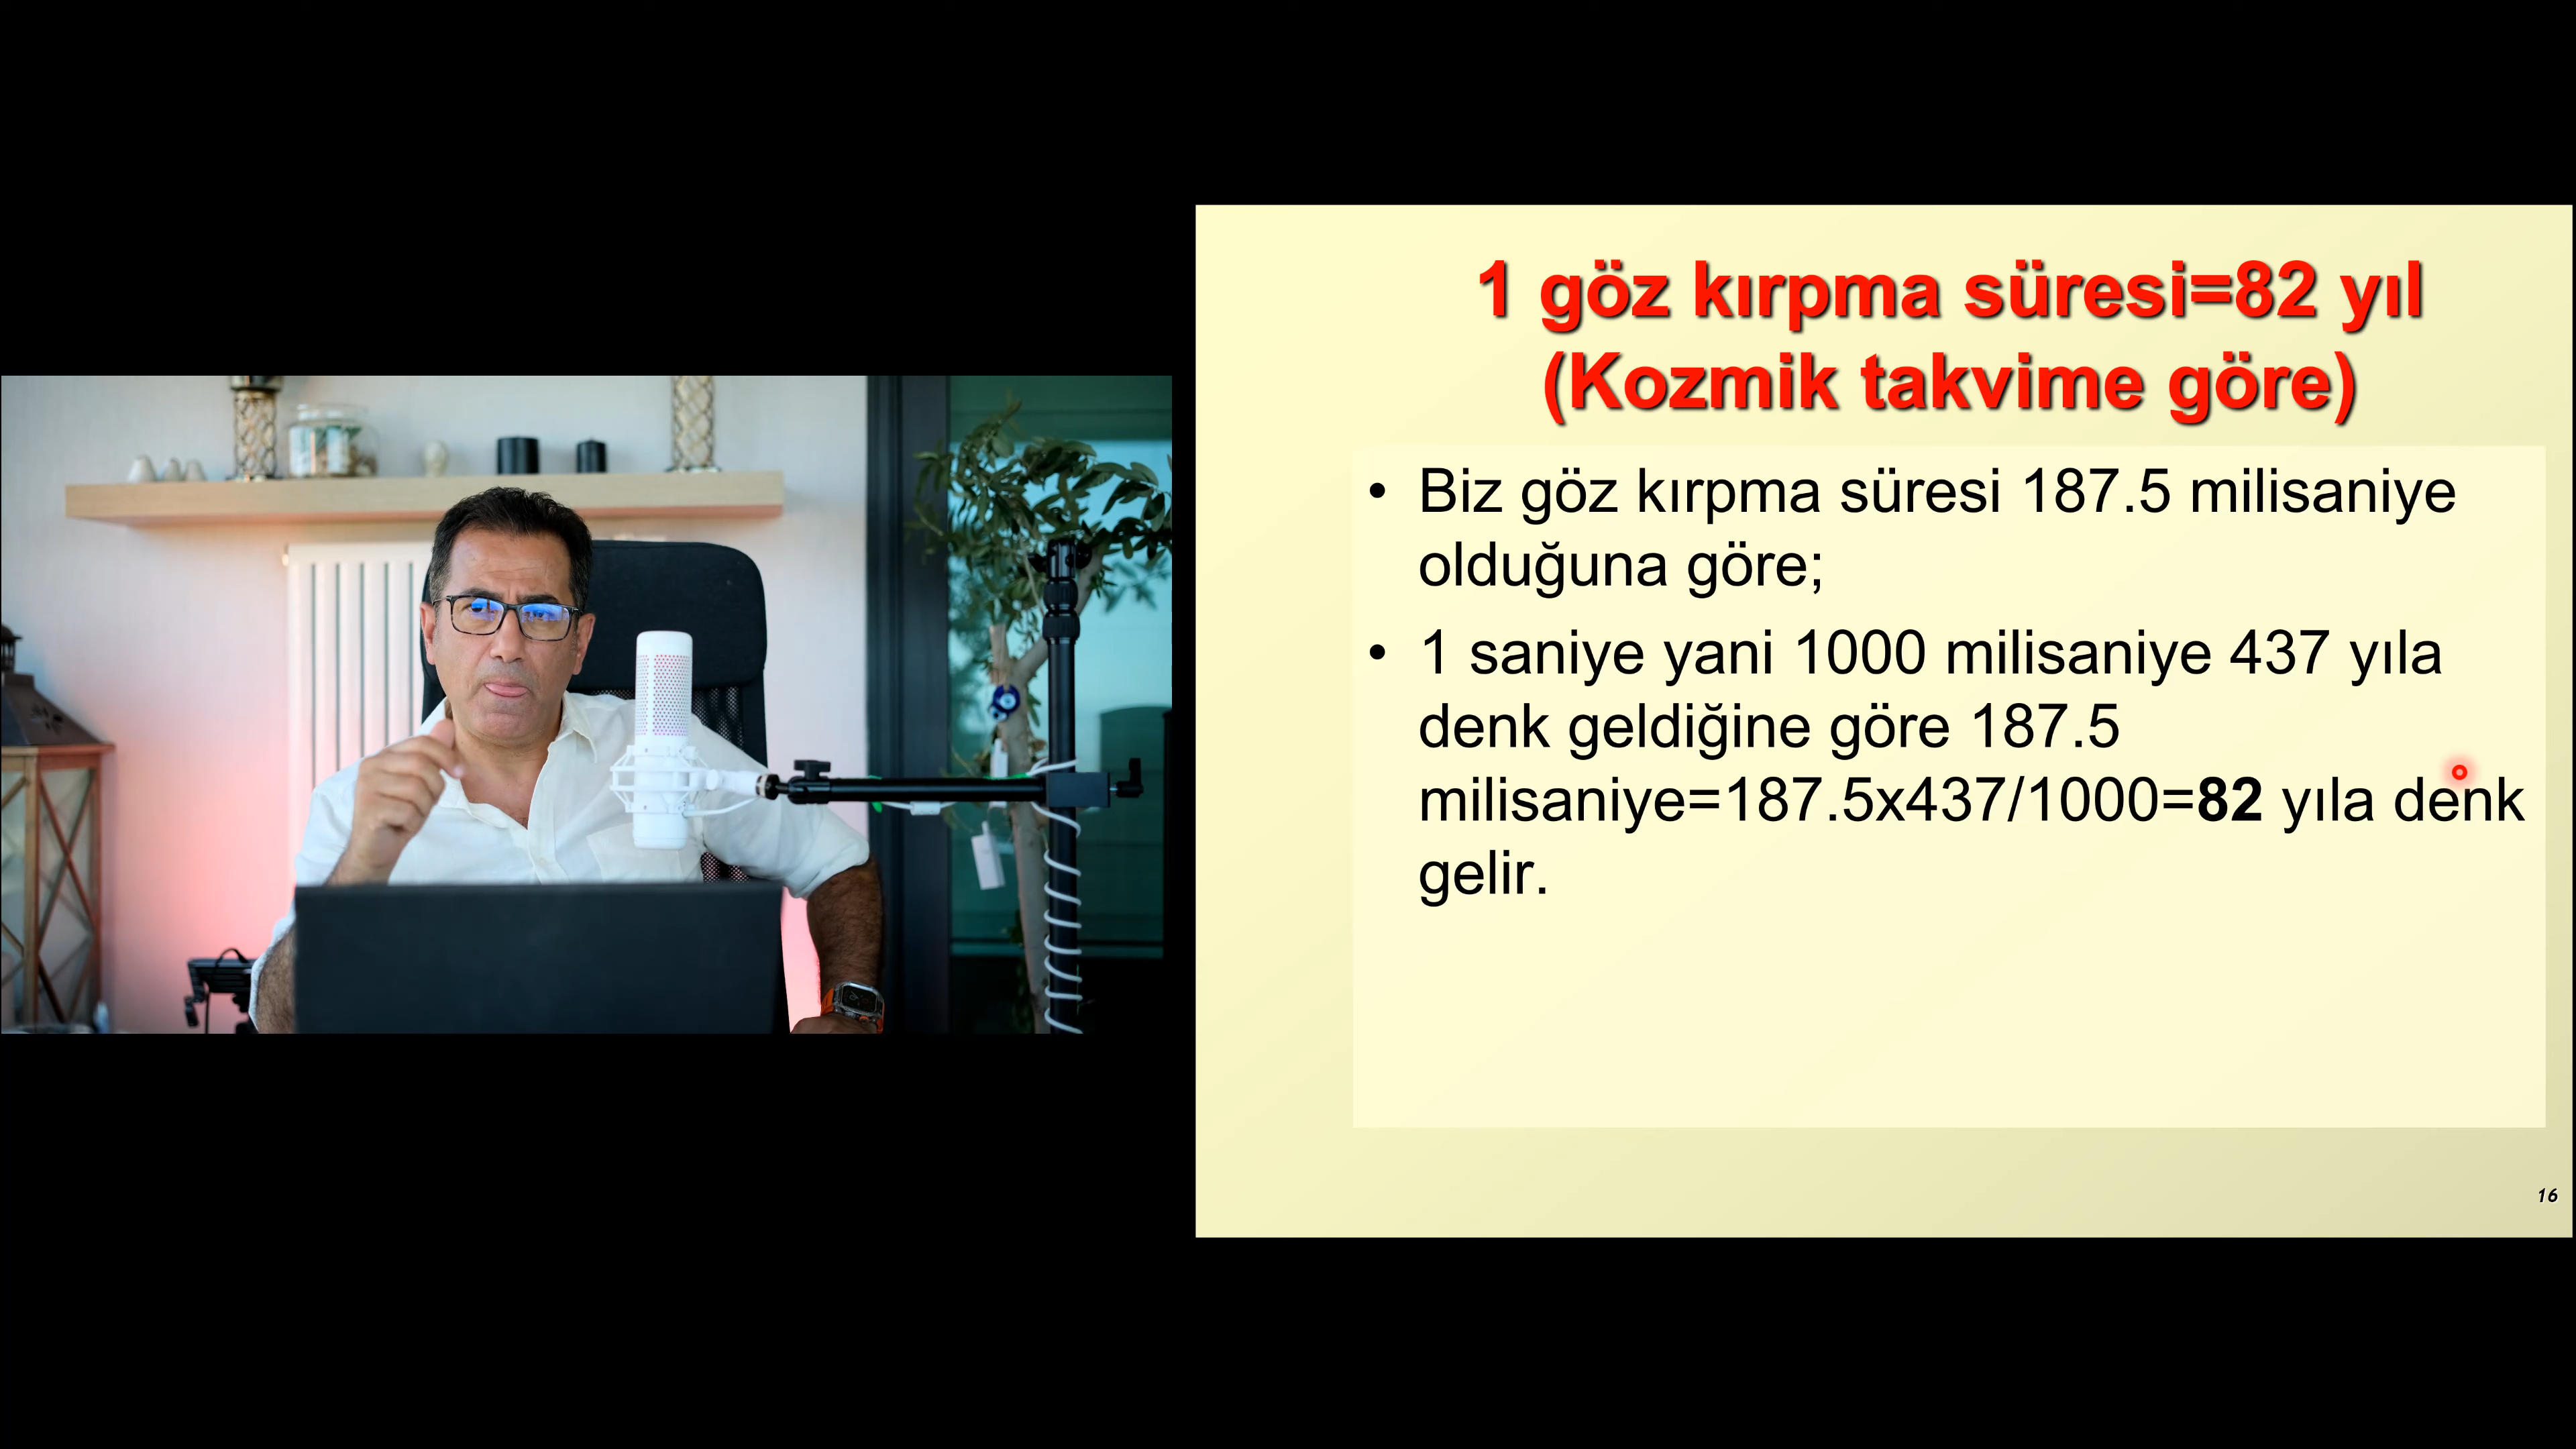 1 göz kırpma süresi=82 yıl
(Kozmik takvime göre)
• Biz göz kırpma süresi 187.5 milisaniye
olduğuna göre;
• 1 saniye yani 1000 milisaniye 437 yıla
denk geldiğine göre 187.5
milisaniye=187.5x437/1000=82 yıla denk
gelir.
16